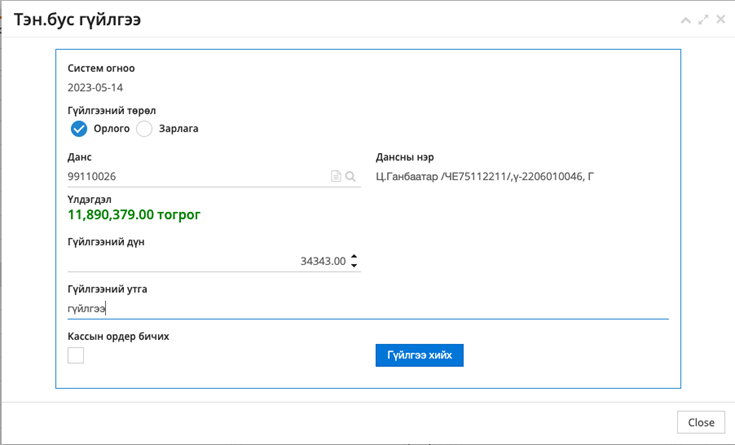 Тэн.бус гүйлгээ
Систем огноо
2023-05-14
Гүйлгээний төрөл
Орлого Зарлага
Данс Дансны нэр
99110026 Ц.Ганбаатар /ЧЕ75112211/,ү-2206010046, Г
Үлдэгдэл
11,890,379.00 төгрөг
Гүйлгээний дүн
34343.00
Гүйлгээний утга
гүйлгээ
Кассын ордер бичих
Гүйлгээ хийх
Close